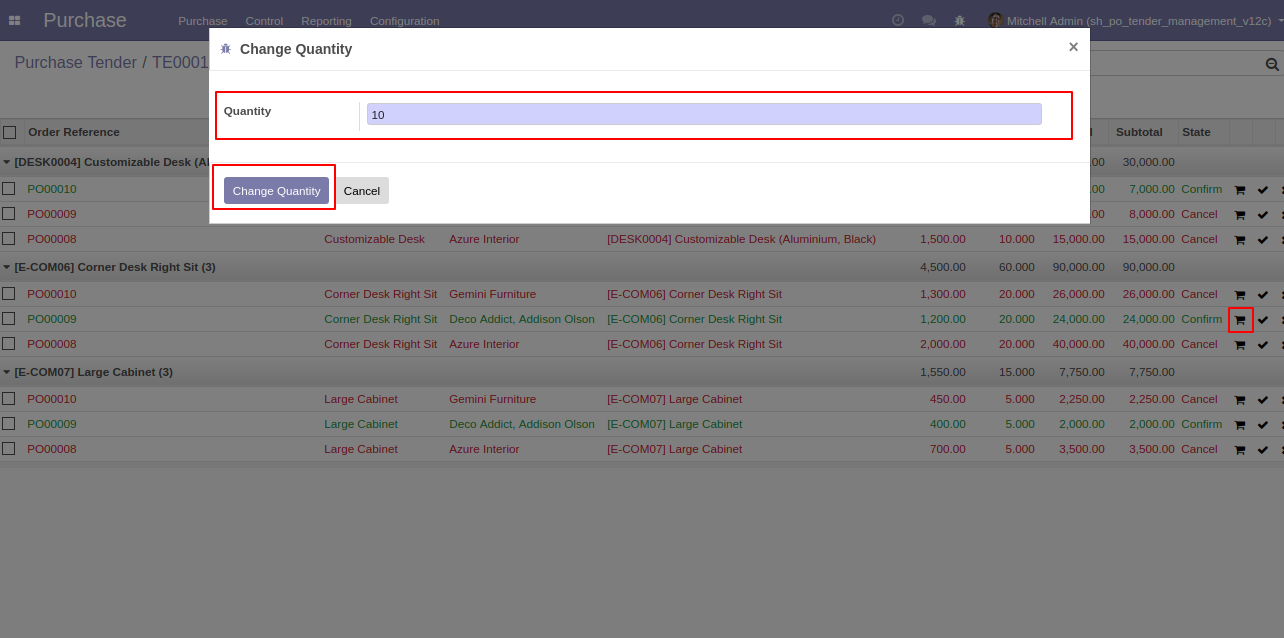 Purchase Purchase Control Reporting Configuration Mitchell Admin (sh_po_tender_management_v12c)
Change Quantity ×
Purchase Tender / TE0001
Quantity 10
Order Reference Subtotal State
[DESK0004] Customizable Desk (Al .00 30,000.00
Change Quantity Cancel
PO00010 .00 7,000.00 Confirm
PO00009 00 8,000.00 Cancel
PO00008 Customizable Desk Azure Interior [DESK0004] Customizable Desk (Aluminium, Black) 1,500.00 10.000 15,000.00 15,000.00 Cancel
[E-COM06] Corner Desk Right Sit (3) 4,500.00 60.000 90,000.00 90,000.00
PO00010 Corner Desk Right Sit Gemini Furniture [E-COM06] Corner Desk Right Sit 1,300.00 20.000 26,000.00 26,000.00 Cancel
PO00009 Corner Desk Right Sit Deco Addict, Addison Olson [E-COM06] Corner Desk Right Sit 1,200.00 20.000 24,000.00 24,000.00 Confirm
PO00008 Corner Desk Right Sit Azure Interior [E-COM06] Corner Desk Right Sit 2,000.00 20.000 40,000.00 40,000.00 Cancel
[E-COM07] Large Cabinet (3) 1,550.00 15.000 7,750.00 7,750.00
PO00010 Large Cabinet Gemini Furniture [E-COM07] Large Cabinet 450.00 5.000 2,250.00 2,250.00 Cancel
PO00009 Large Cabinet Deco Addict, Addison Olson [E-COM07] Large Cabinet 400.00 5.000 2,000.00 2,000.00 Confirm
PO00008 Large Cabinet Azure Interior [E-COM07] Large Cabinet 700.00 5.000 3,500.00 3,500.00 Cancel